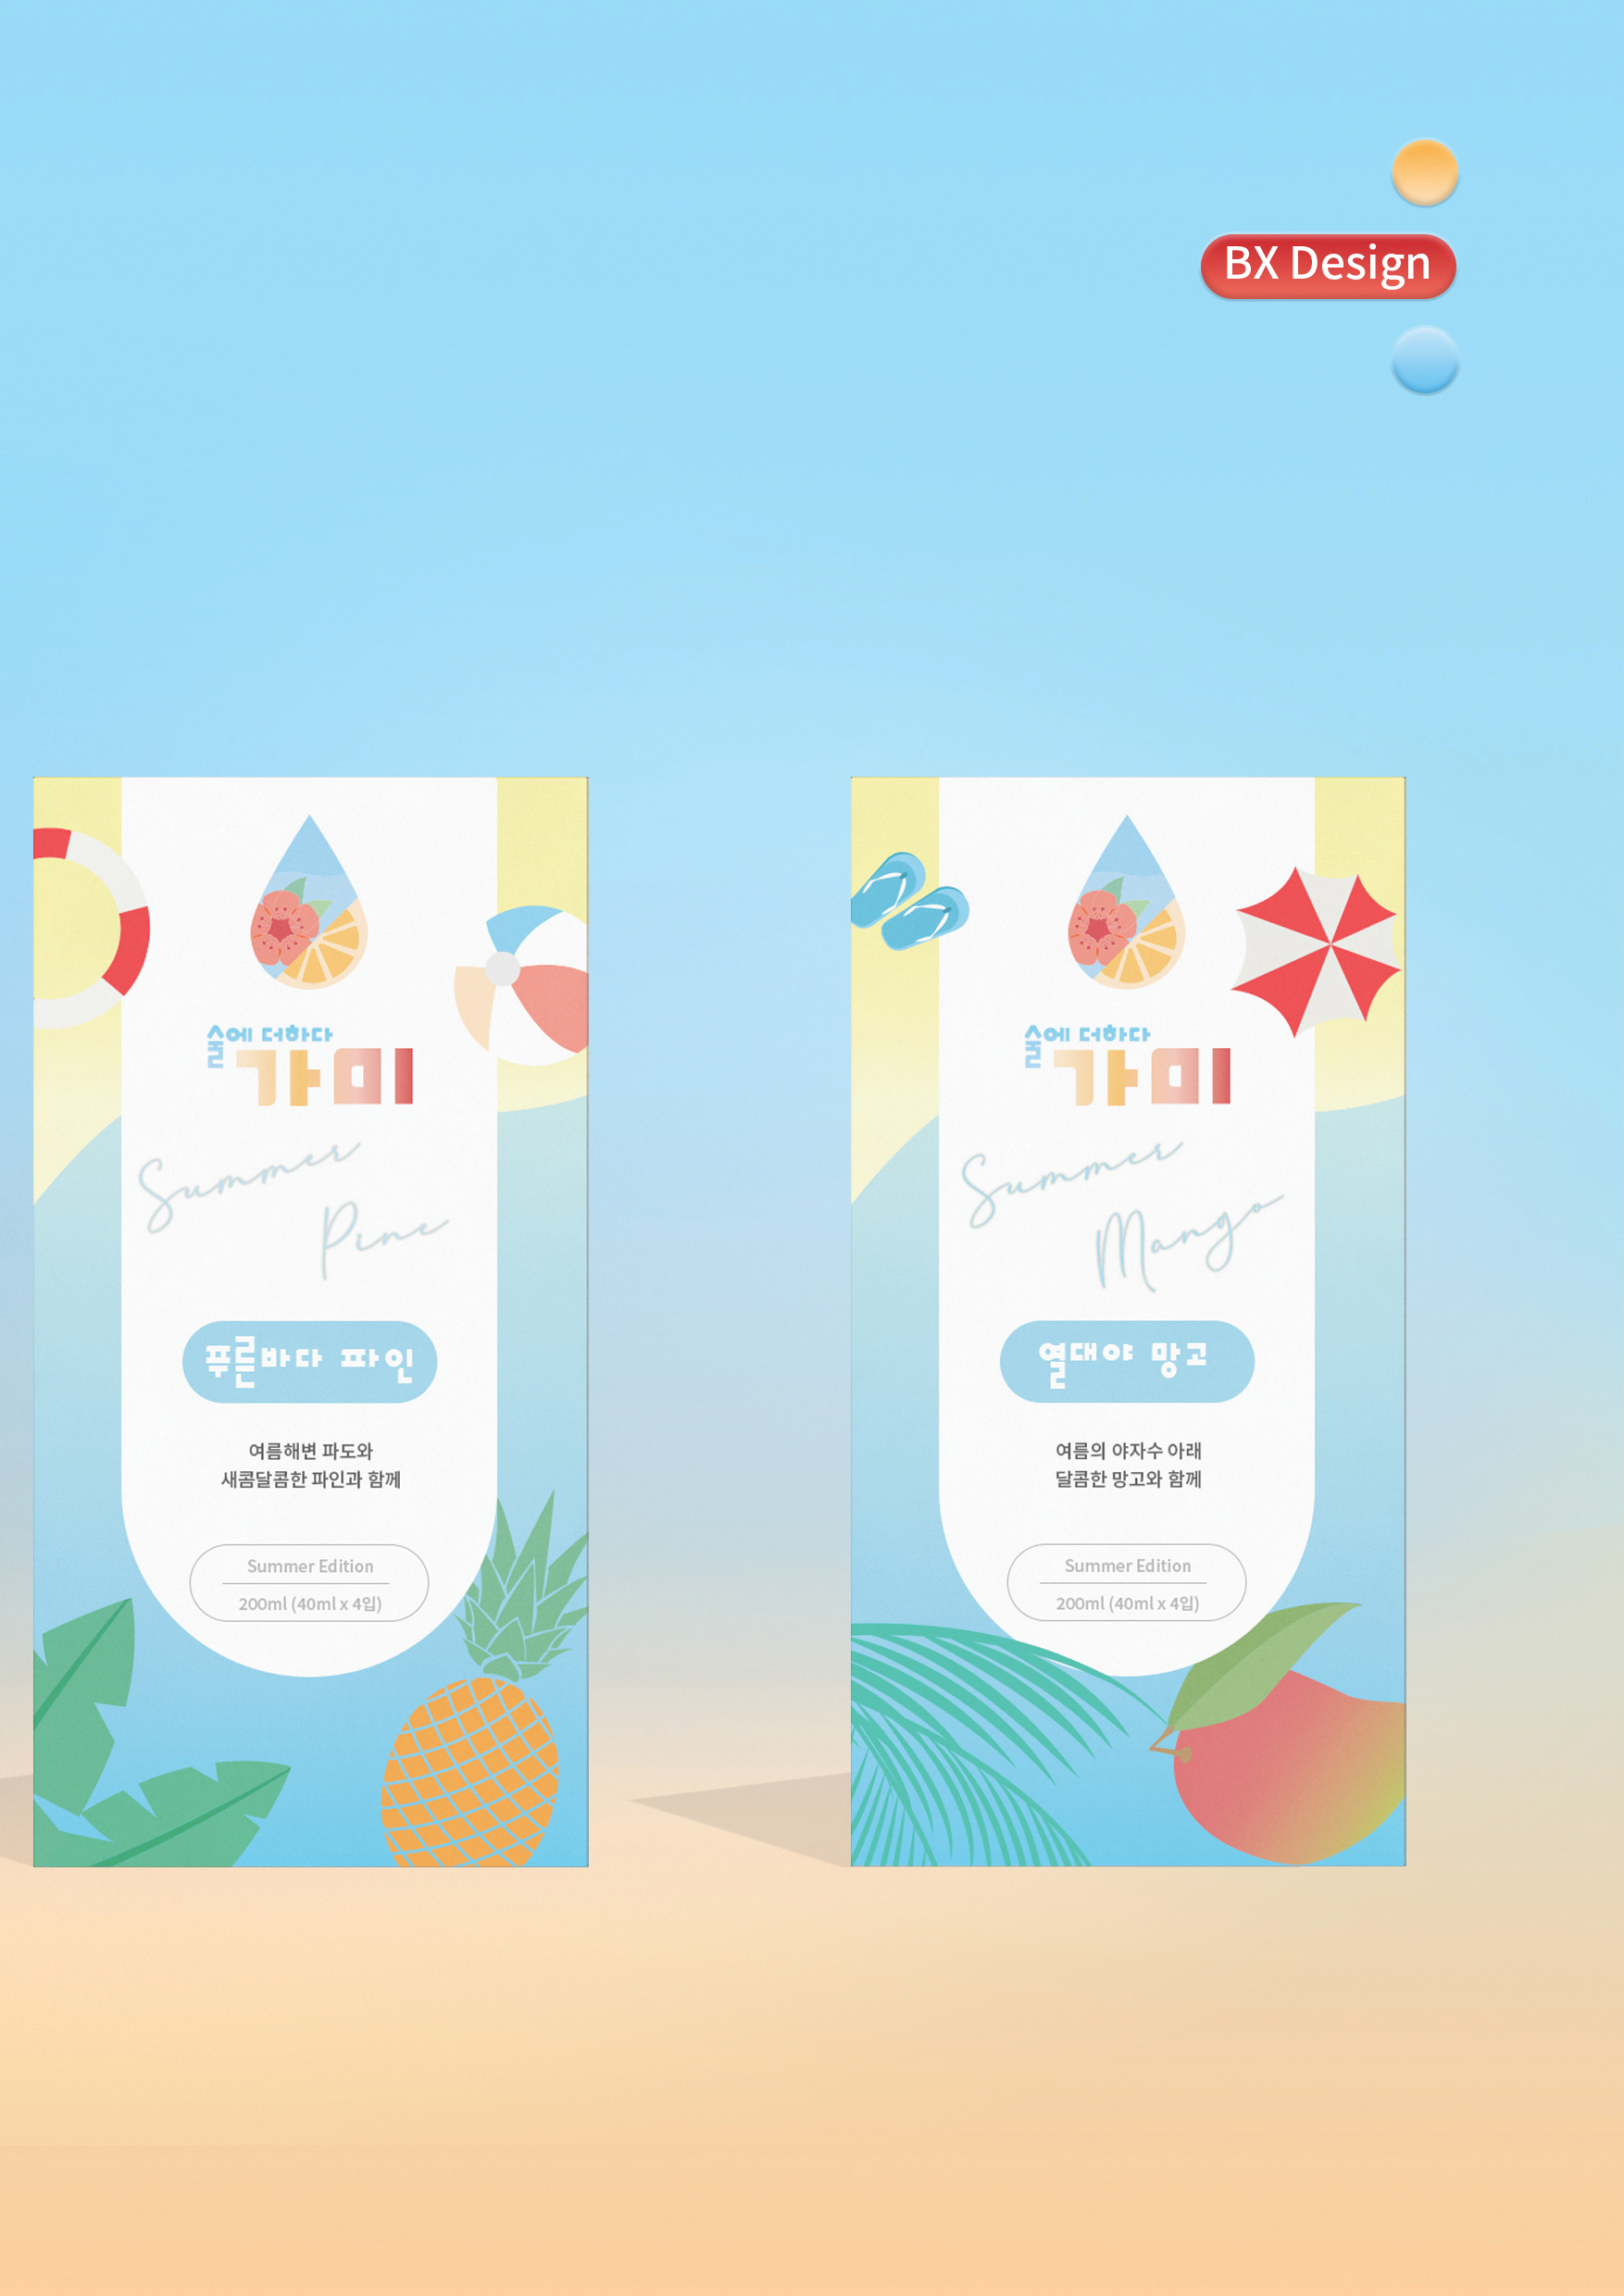 BX Design
술에 더하다
가미
Summer
Pine
푸른바다 파인
여름해변 파도와
새콤달콤한 파인과 함께
Summer Edition
200ml (40ml x 4입)
술에 더하다
가미
Summer
Mango
열대야 망고
여름의 야자수 아래
달콤한 망고와 함께
Summer Edition
200ml (40ml x 4입)